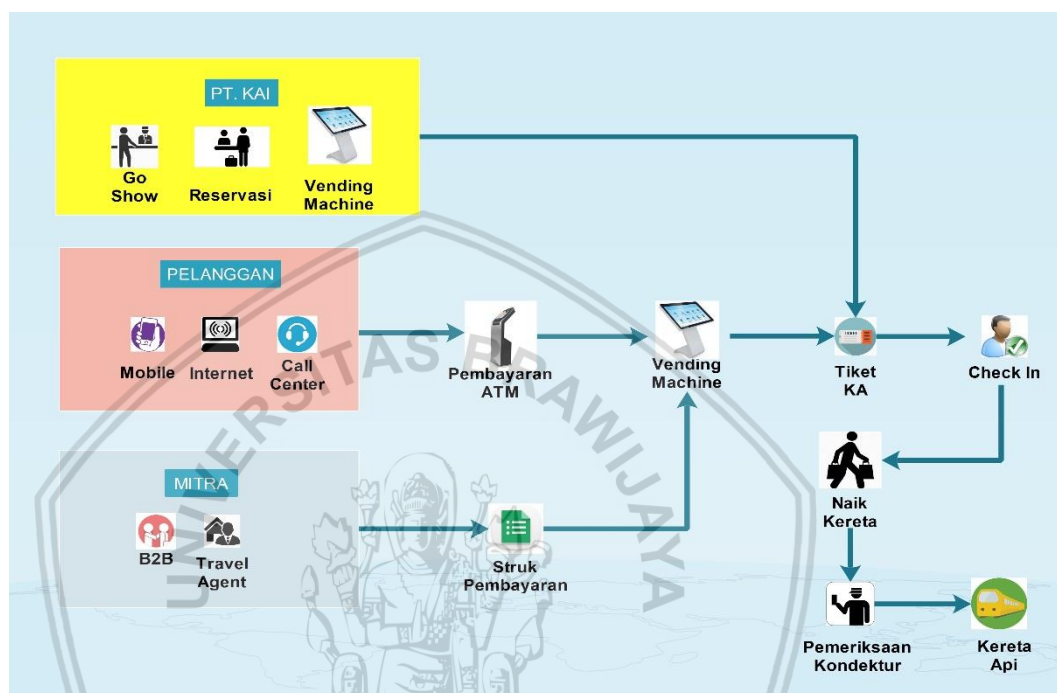 PT. KAI
Go
Show
Reservasi
Vending
Machine
PELANGGAN
Mobile
Internet
Call
Center
Pembayaran
ATM
Vending
Machine
Tiket
KA
Check In
MITRA
B2B
Travel
Agent
Struk
Pembayaran
Naik
Kereta
Pemeriksaan
Kondektur
Kereta
Api
UNIVERSITAS BRAWIJAYA